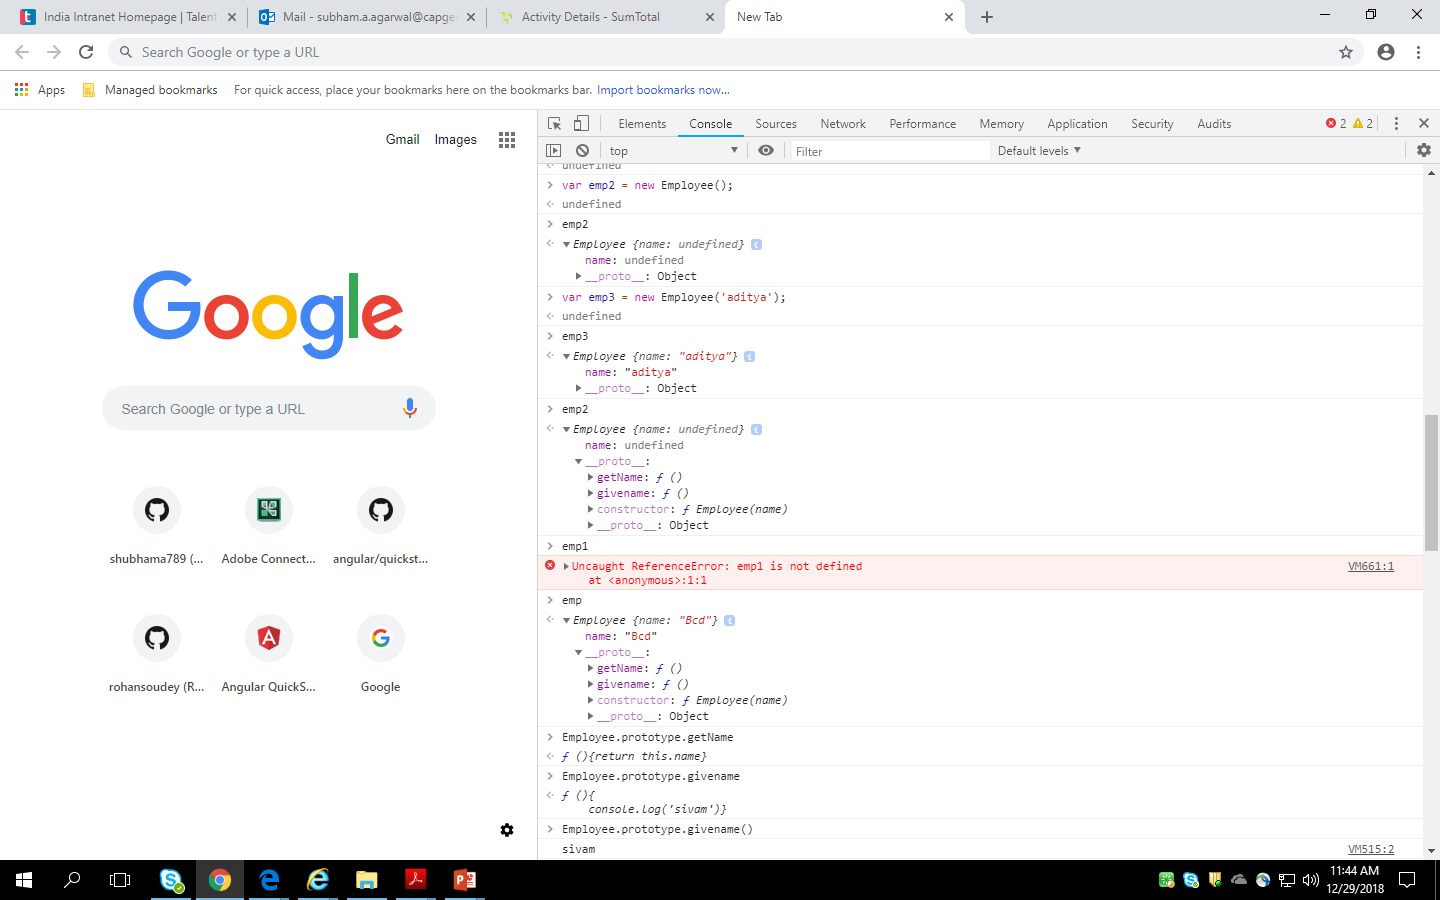 India Intranet Homepage | Talent
Mail - subham.a.agarwal@capge
Activity Details - SumTotal
New Tab
Search Google or type a URL
Apps
Managed bookmarks
For quick access, place your bookmarks here on the bookmarks bar. Import bookmarks now...
Gmail
Images
Google
Search Google or type a URL
shubhama789 (...
Adobe Connect...
angular/quickst...
rohansoudey (R...
Angular QuickS...
Google
Elements
Console
Sources
Network
Performance
Memory
Application
Security
Audits
2
2
top
Filter
Default levels
undefined
var emp2 = new Employee();
undefined
emp2
Employee {name: undefined}
name: undefined
__proto__: Object
var emp3 = new Employee('aditya');
undefined
emp3
Employee {name: "aditya"}
name: "aditya"
__proto__: Object
emp2
Employee {name: undefined}
name: undefined
__proto__:
getName: ƒ ()
givename: ƒ ()
constructor: ƒ Employee(name)
__proto__: Object
emp1
Uncaught ReferenceError: emp1 is not defined VM661:1
at <anonymous>:1:1
emp
Employee {name: "Bcd"}
name: "Bcd"
__proto__:
getName: ƒ ()
givename: ƒ ()
constructor: ƒ Employee(name)
__proto__: Object
Employee.prototype.getName
ƒ (){return this.name}
Employee.prototype.givename
ƒ (){
console.log('sivam')}
Employee.prototype.givename()
sivam VM515:2
11:44 AM
12/29/2018